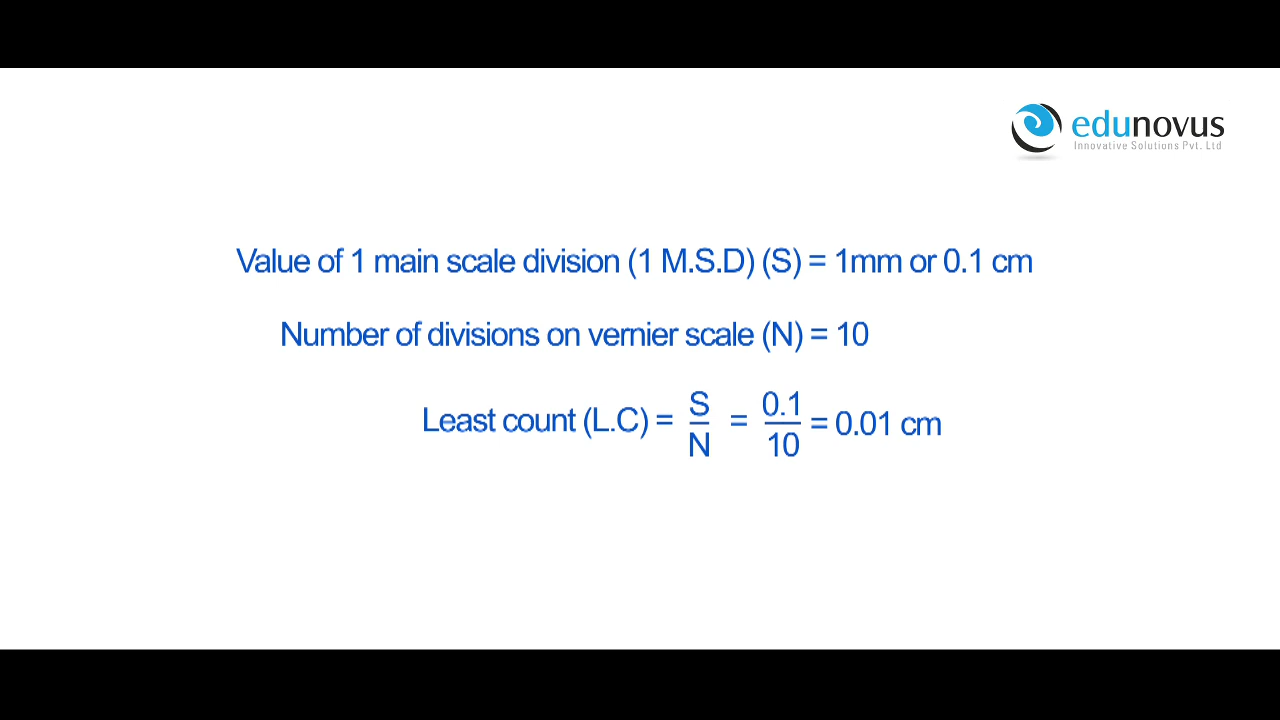 edunovus
Innovative Solutions Pvt. Ltd
Value of 1 main scale division (1 M.S.D) (S) = 1mm or 0.1 cm
Number of divisions on vernier scale (N) = 10
Least count (L.C) = S/N = 0.1/10 = 0.01 cm